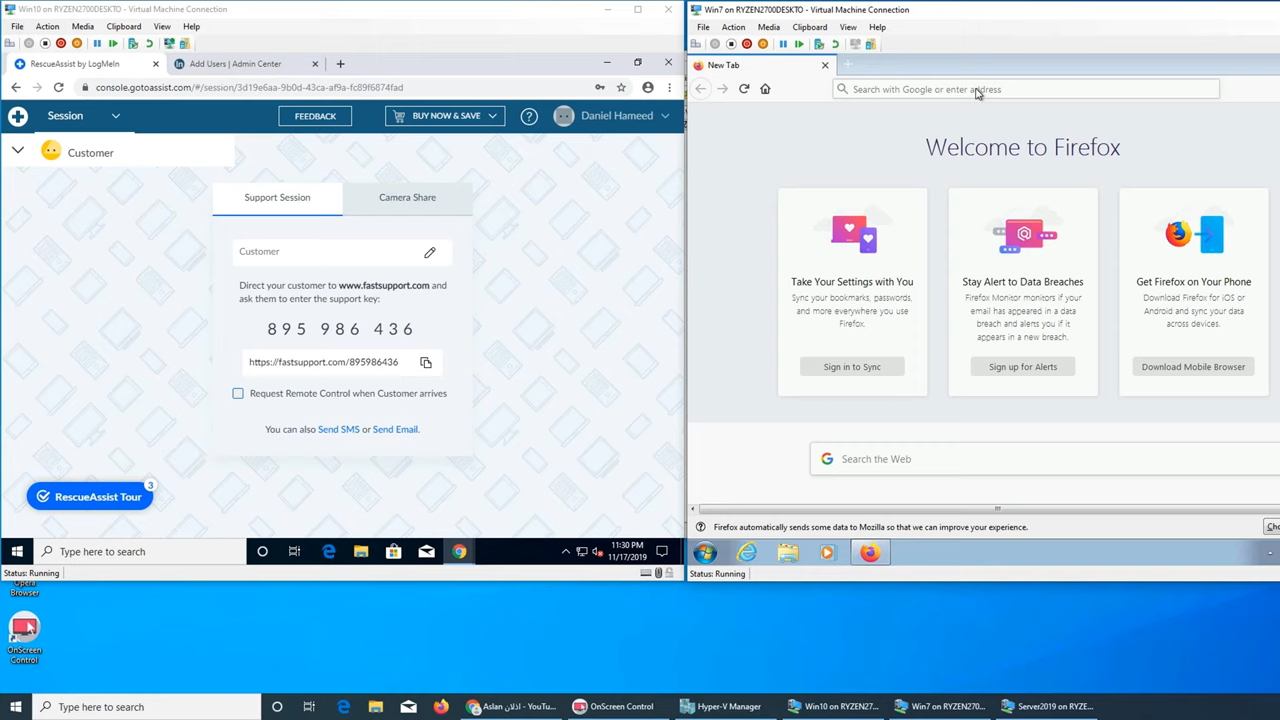 Win10 on RYZEN2700DESKTO - Virtual Machine Connection
File Action Media Clipboard View Help
RescueAssist by LogMeIn
Add Users | Admin Center
console.gotoassist.com/#/session/3d19e6aa-9b0d-43ca-af9a-fc89f6874fad
Session
FEEDBACK
BUY NOW & SAVE
Daniel Hameed
Customer
Support Session
Camera Share
Customer
Direct your customer to www.fastsupport.com and
ask them to enter the support key:
895 986 436
https://fastsupport.com/895986436
Request Remote Control when Customer arrives
You can also Send SMS or Send Email.
RescueAssist Tour
3
Type here to search
11:30 PM
11/17/2019
Status: Running
Win7 on RYZEN2700DESKTO - Virtual Machine Connection
File Action Media Clipboard View Help
New Tab
Search with Google or enter address
Welcome to Firefox
Take Your Settings with You
Sync your bookmarks, passwords,
and more everywhere you use
Firefox.
Sign in to Sync
Stay Alert to Data Breaches
Firefox Monitor monitors if your
email has appeared in a data
breach and alerts you if it
appears in a new breach.
Sign up for Alerts
Get Firefox on Your Phone
Download Firefox for iOS or
Android and sync your data
across devices.
Download Mobile Browser
Search the Web
Firefox automatically sends some data to Mozilla so that we can improve your experience.
Cho
Status: Running
Opera
Browser
OnScreen
Control
Type here to search
Aslan اذلان - YouTu...
OnScreen Control
Hyper-V Manager
Win10 on RYZEN2700...
Win7 on RYZEN270...
Server2019 on RYZE...